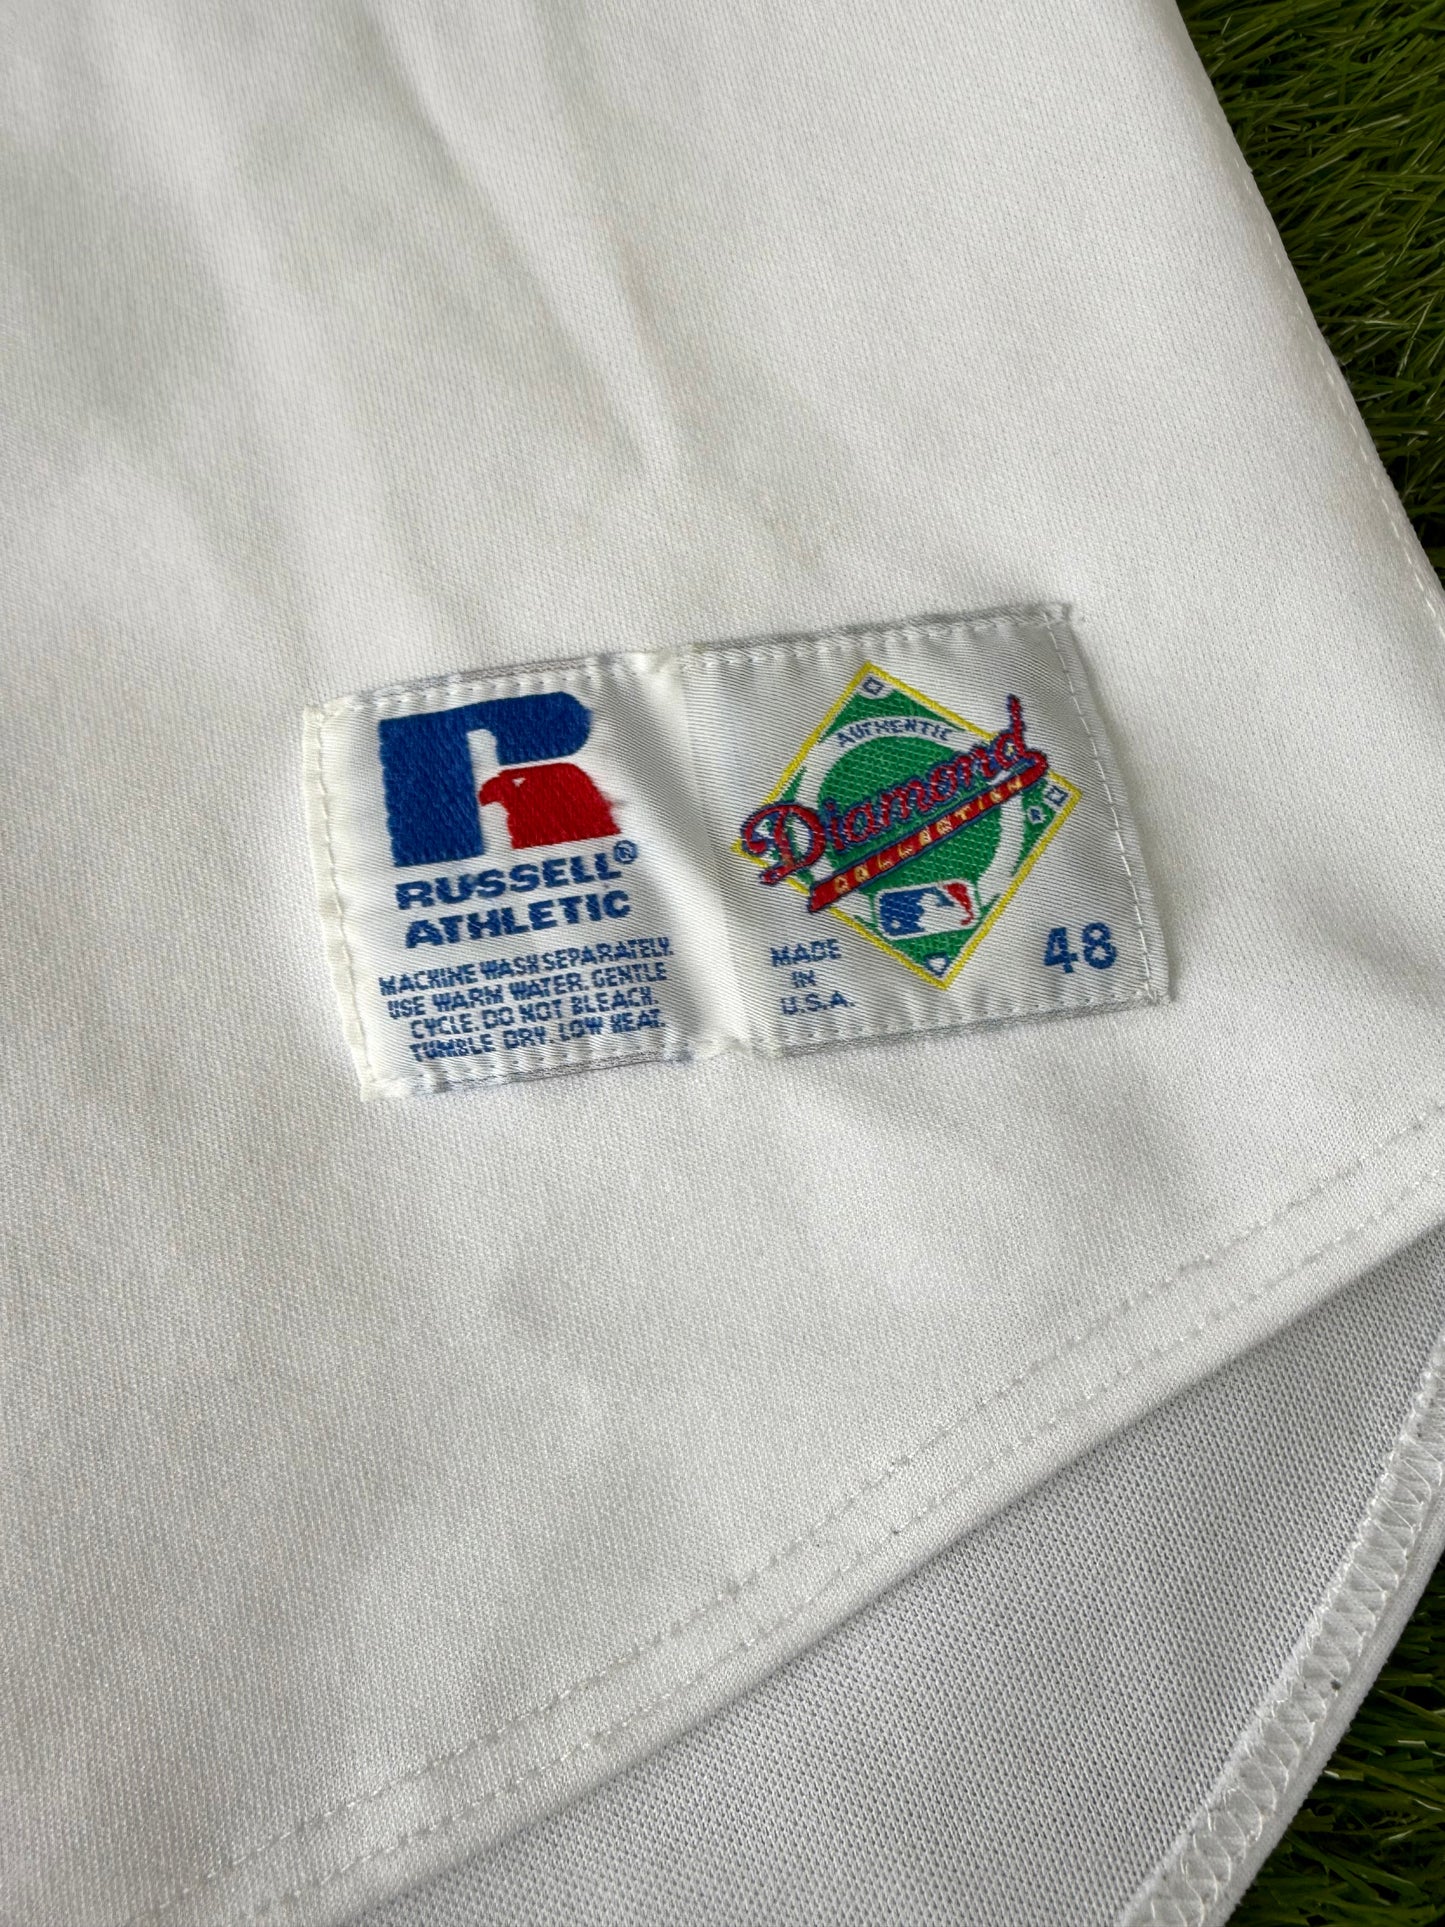 RUSSELL®
ATHLETIC
MACHINE WASH SEPARATELY.
USE WARM WATER. GENTLE
CYCLE. DO NOT BLEACH.
TUMBLE DRY. LOW HEAT.
AUTHENTIC
Diamond
COLLECTION
MADE
IN
U.S.A.
48